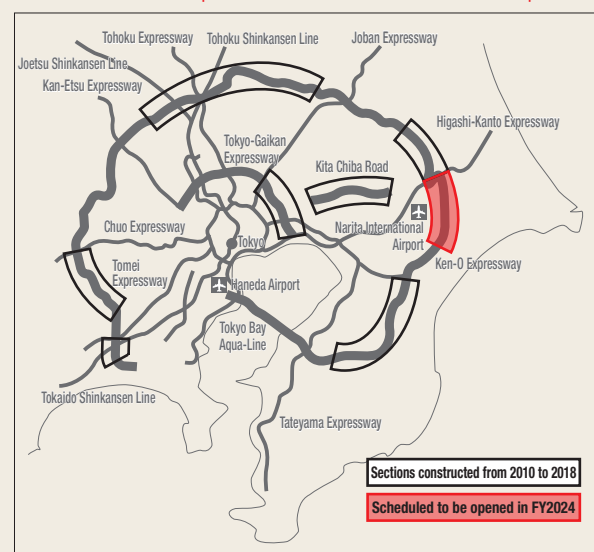 Tohoku Expressway
Tohoku Shinkansen Line
Joban Expressway
Joetsu Shinkansen Line
Kan-Etsu Expressway
Higashi-Kanto Expressway
Tokyo-Gaikan
Expressway
Kita Chiba Road
Chuo Expressway
Tokyo
Narita International
Airport
Ken-O Expressway
Tomei
Expressway
Haneda Airport
Tokyo Bay
Aqua-Line
Tokaido Shinkansen Line
Tateyama Expressway
Sections constructed from 2010 to 2018
Scheduled to be opened in FY2024